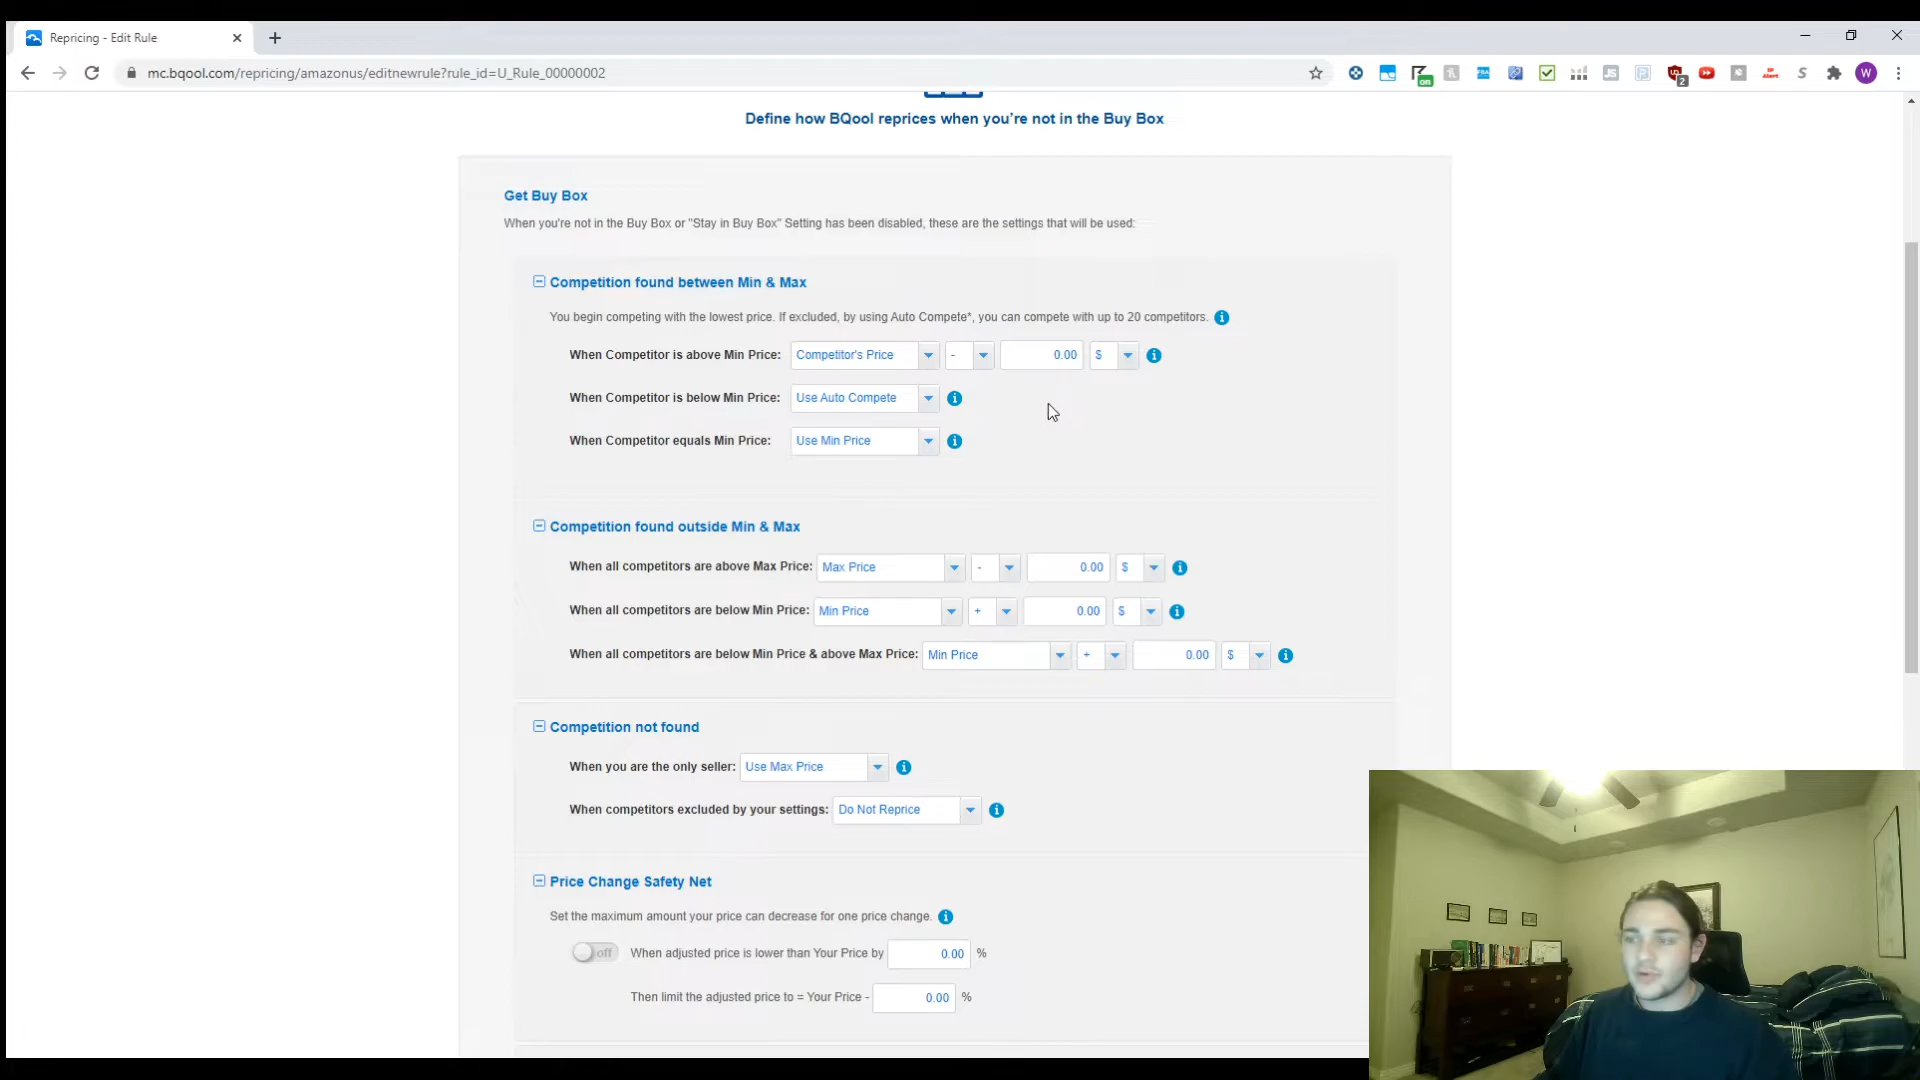 Repricing - Edit Rule
mc.bqool.com/repricing/amazonus/editnewrule?rule_id=U_Rule_00000002
Define how BQool reprices when you're not in the Buy Box
Get Buy Box
When you're not in the Buy Box or "Stay in Buy Box" Setting has been disabled, these are the settings that will be used:
Competition found between Min & Max
You begin competing with the lowest price. If excluded, by using Auto Compete*, you can compete with up to 20 competitors.
When Competitor is above Min Price: Competitor's Price - 0.00 $
When Competitor is below Min Price: Use Auto Compete
When Competitor equals Min Price: Use Min Price
Competition found outside Min & Max
When all competitors are above Max Price: Max Price - 0.00 $
When all competitors are below Min Price: Min Price + 0.00 $
When all competitors are below Min Price & above Max Price: Min Price + 0.00 $
Competition not found
When you are the only seller: Use Max Price
When competitors excluded by your settings: Do Not Reprice
Price Change Safety Net
Set the maximum amount your price can decrease for one price change.
off When adjusted price is lower than Your Price by 0.00 %
Then limit the adjusted price to = Your Price - 0.00 %